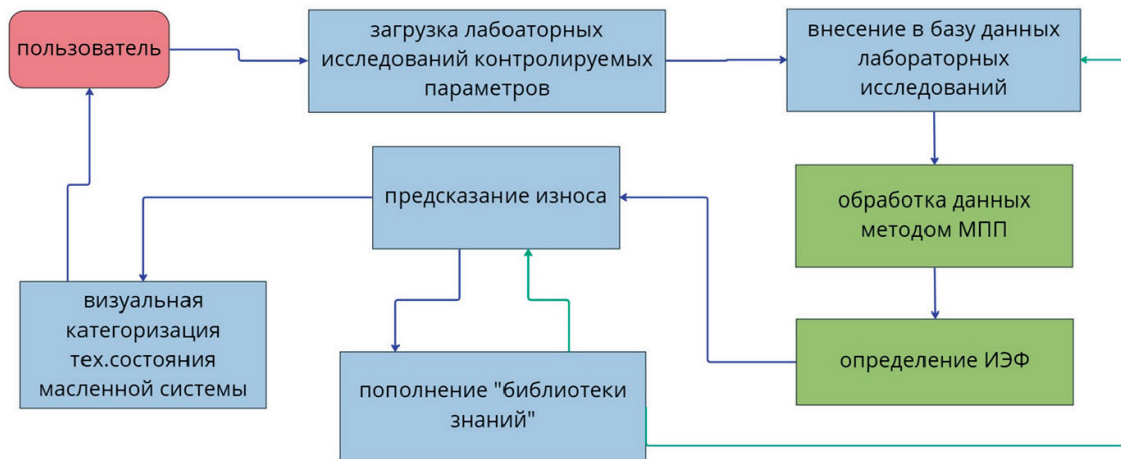 пользователь
загрузка лабоаторных
исследований контролируемых
параметров
внесение в базу данных
лабораторных
исследований
предсказание износа
обработка данных
методом МПП
визуальная
категоризация
тех.состояния
масленной системы
пополнение "библиотеки
знаний"
определение ИЭФ